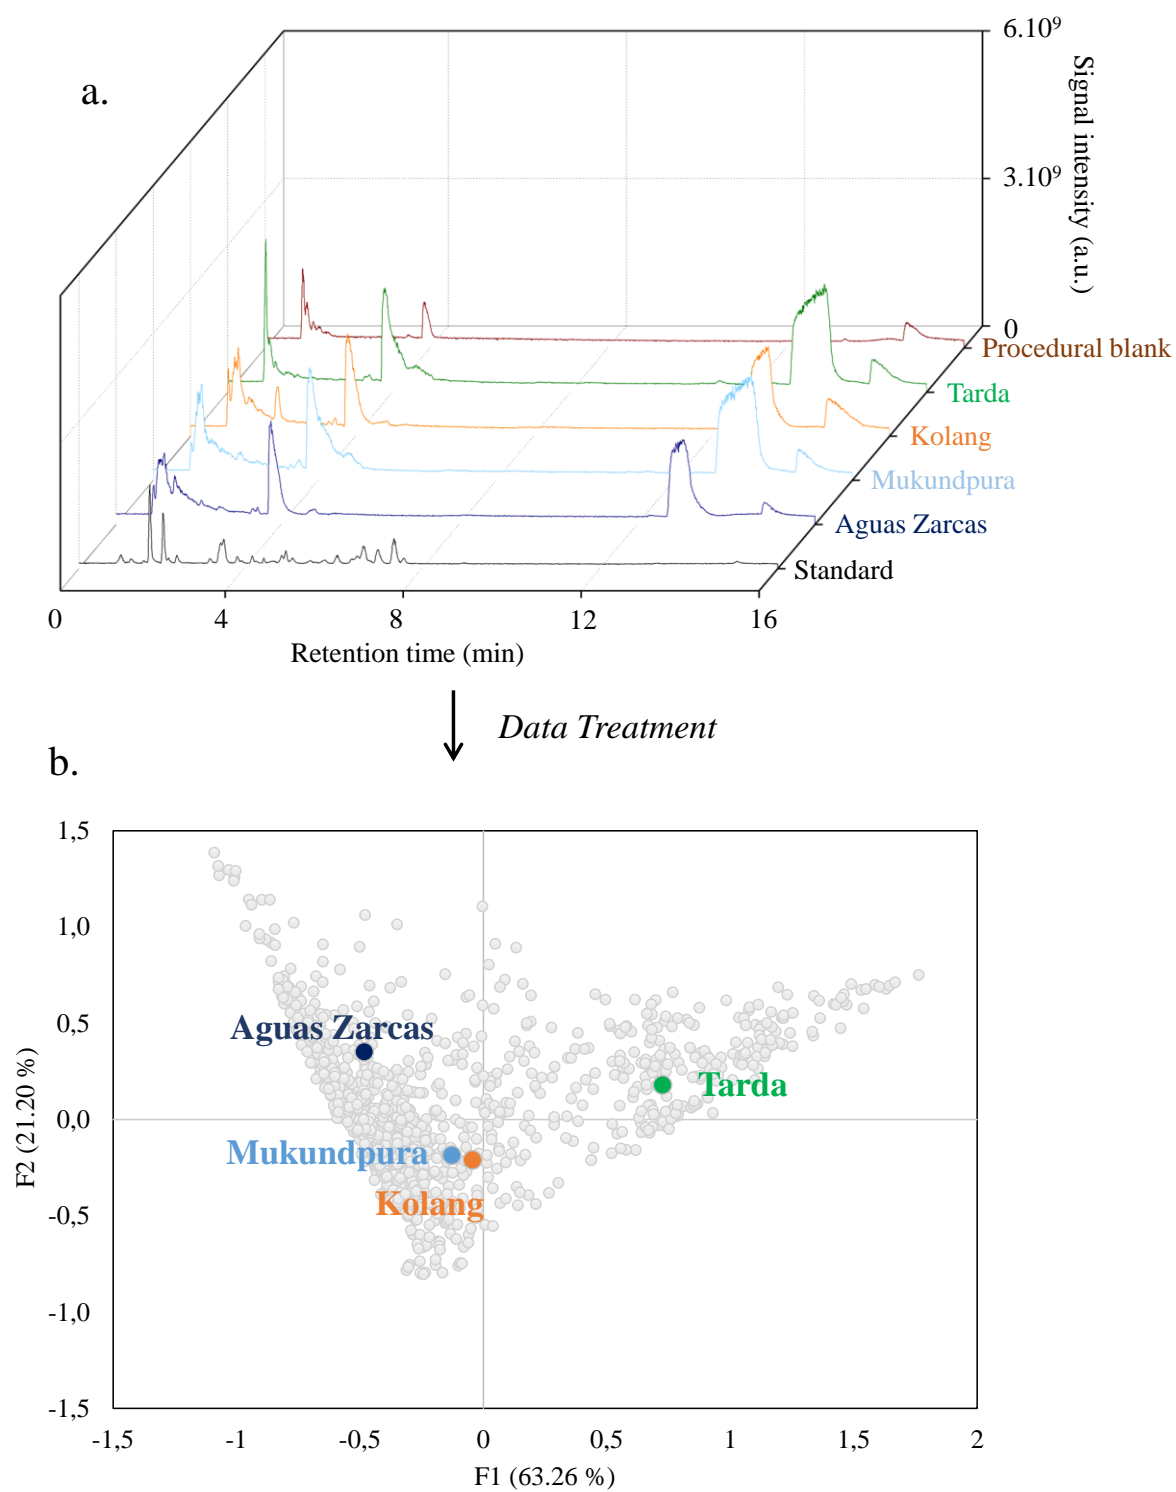 a.
6.10⁹
3.10⁹
0
Signal intensity (a.u.)
Procedural blank
Tarda
Kolang
Mukundpura
Aguas Zarcas
Standard
0 4 8 12 16
Retention time (min)
Data Treatment
b.
1,5
1,0
0,5
0,0
-0,5
-1,0
-1,5
F2 (21.20 %)
Aguas Zarcas
Tarda
Mukundpura
Kolang
-1,5 -1 -0,5 0 0,5 1 1,5 2
F1 (63.26 %)